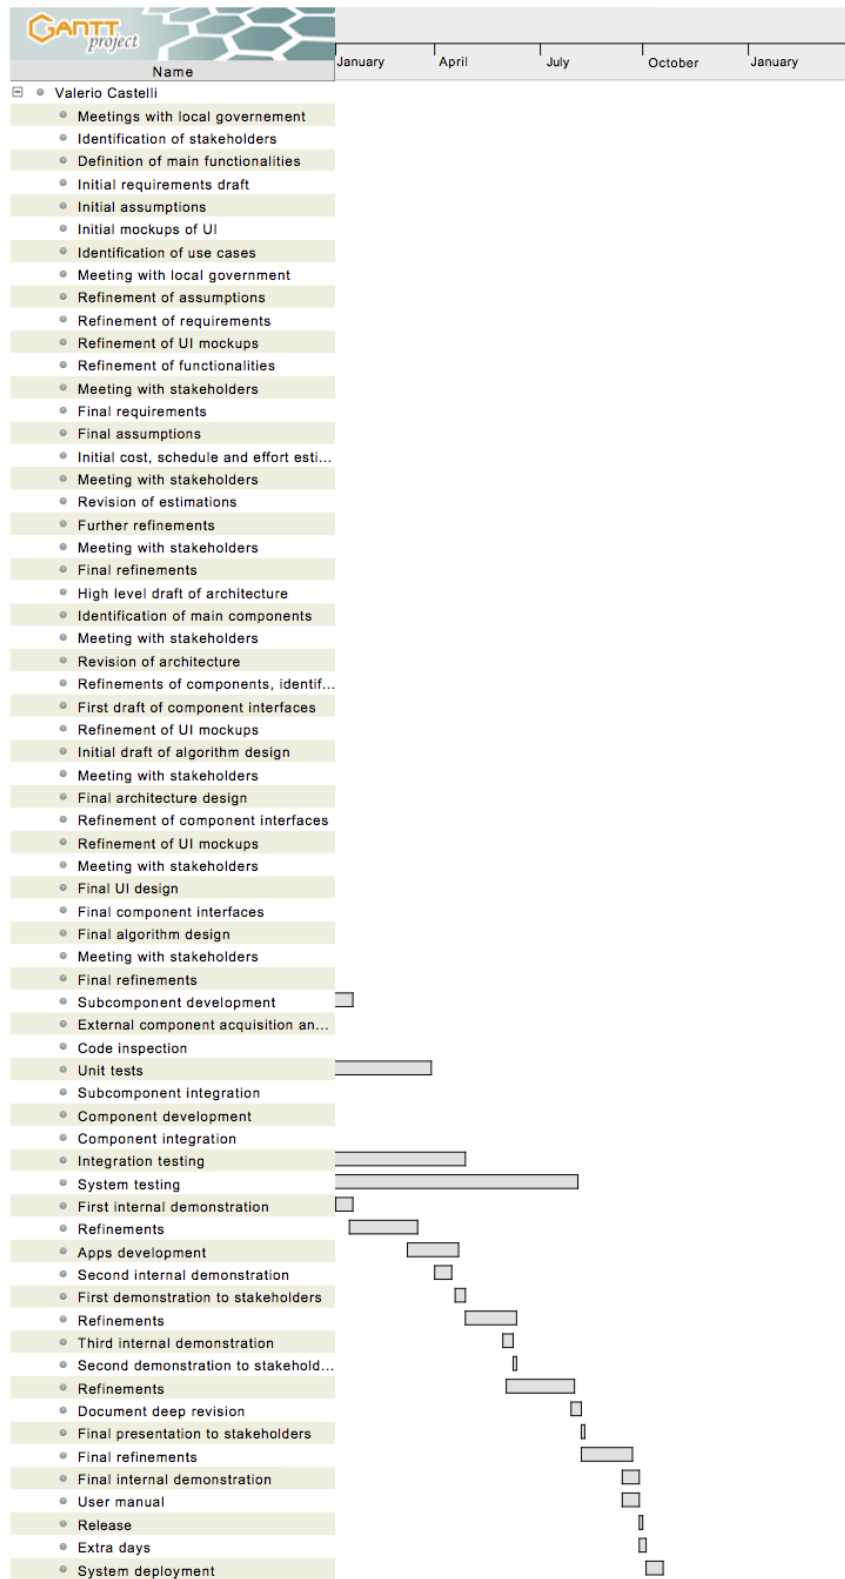 GANTT
project
Name
January April July October January
Valerio Castelli
Meetings with local governement
Identification of stakeholders
Definition of main functionalities
Initial requirements draft
Initial assumptions
Initial mockups of UI
Identification of use cases
Meeting with local government
Refinement of assumptions
Refinement of requirements
Refinement of UI mockups
Refinement of functionalities
Meeting with stakeholders
Final requirements
Final assumptions
Initial cost, schedule and effort esti...
Meeting with stakeholders
Revision of estimations
Further refinements
Meeting with stakeholders
Final refinements
High level draft of architecture
Identification of main components
Meeting with stakeholders
Revision of architecture
Refinements of components, identif...
First draft of component interfaces
Refinement of UI mockups
Initial draft of algorithm design
Meeting with stakeholders
Final architecture design
Refinement of component interfaces
Refinement of UI mockups
Meeting with stakeholders
Final UI design
Final component interfaces
Final algorithm design
Meeting with stakeholders
Final refinements
Subcomponent development
External component acquisition an...
Code inspection
Unit tests
Subcomponent integration
Component development
Component integration
Integration testing
System testing
First internal demonstration
Refinements
Apps development
Second internal demonstration
First demonstration to stakeholders
Refinements
Third internal demonstration
Second demonstration to stakehold...
Refinements
Document deep revision
Final presentation to stakeholders
Final refinements
Final internal demonstration
User manual
Release
Extra days
System deployment